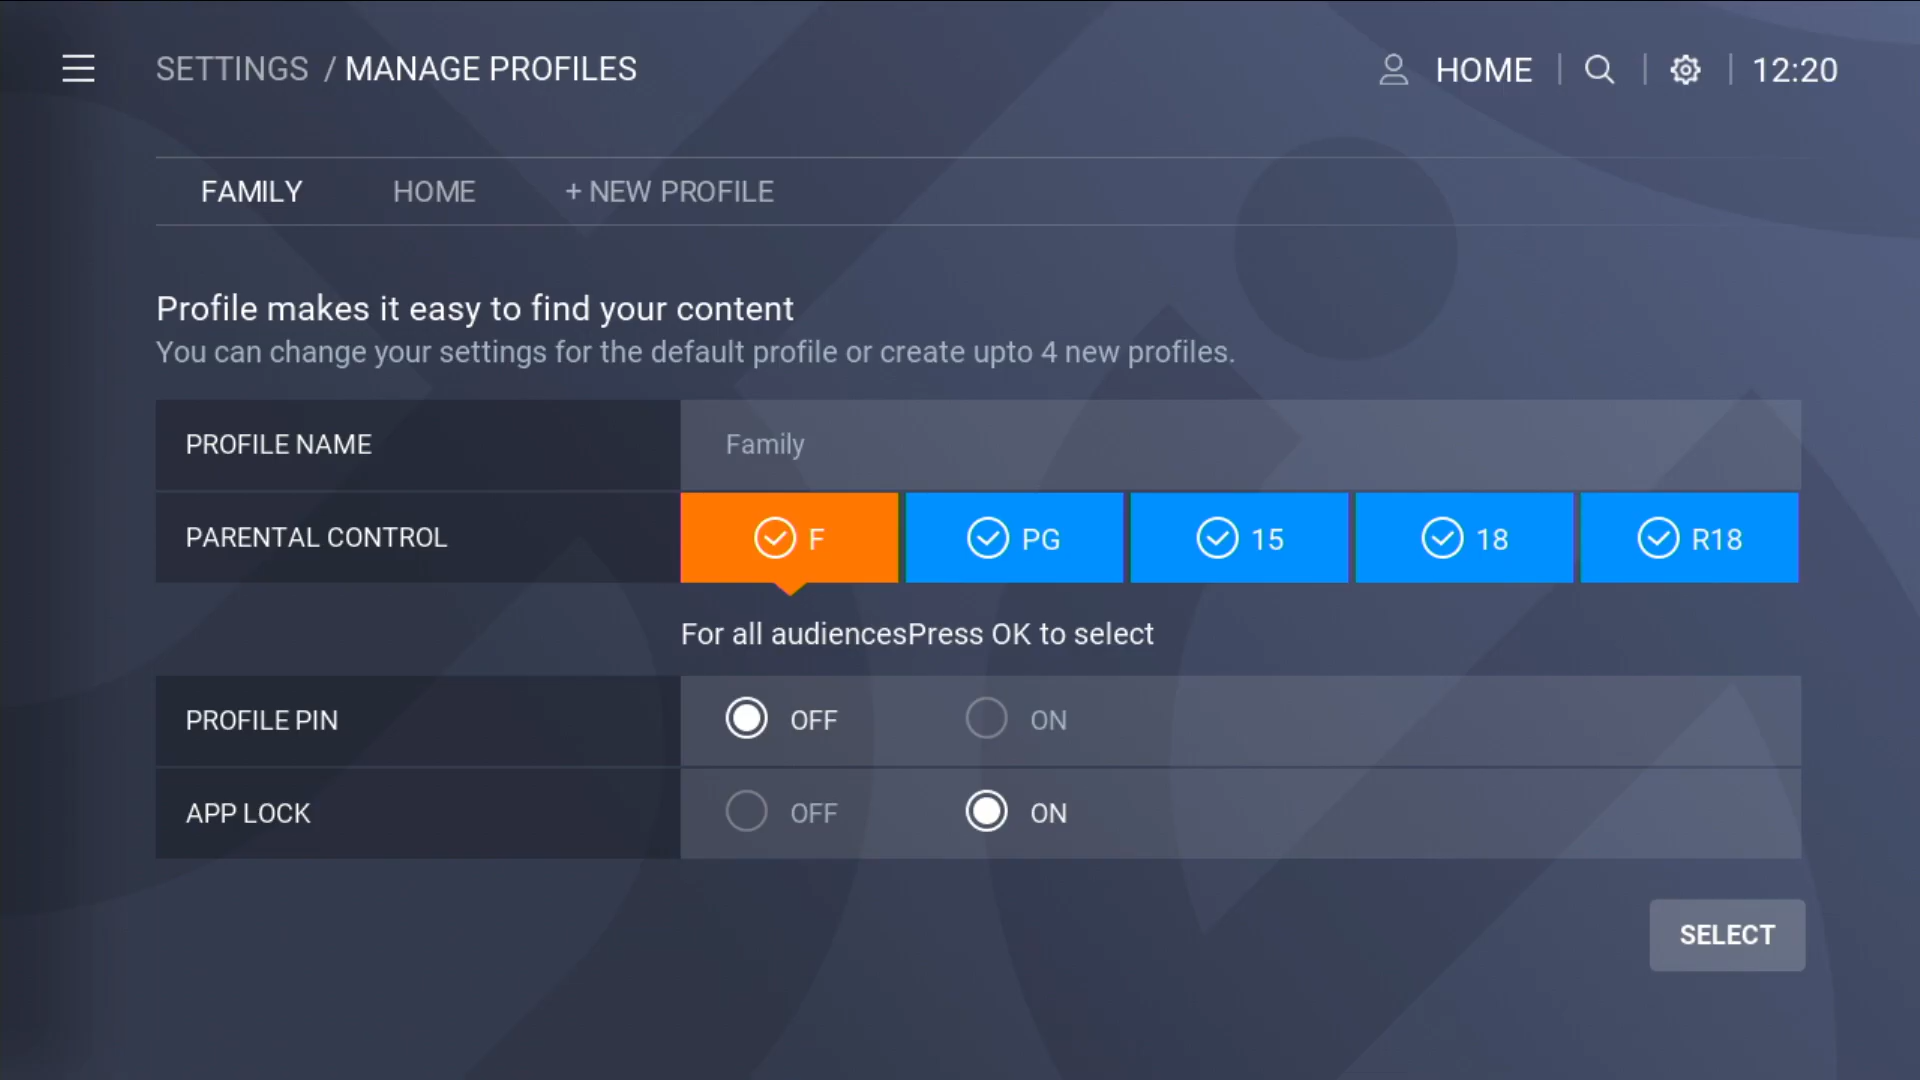 SETTINGS / MANAGE PROFILES
HOME 12:20
FAMILY HOME + NEW PROFILE
Profile makes it easy to find your content
You can change your settings for the default profile or create upto 4 new profiles.
PROFILE NAME Family
PARENTAL CONTROL F PG 15 18 R18
For all audiencesPress OK to select
PROFILE PIN OFF ON
APP LOCK OFF ON
SELECT